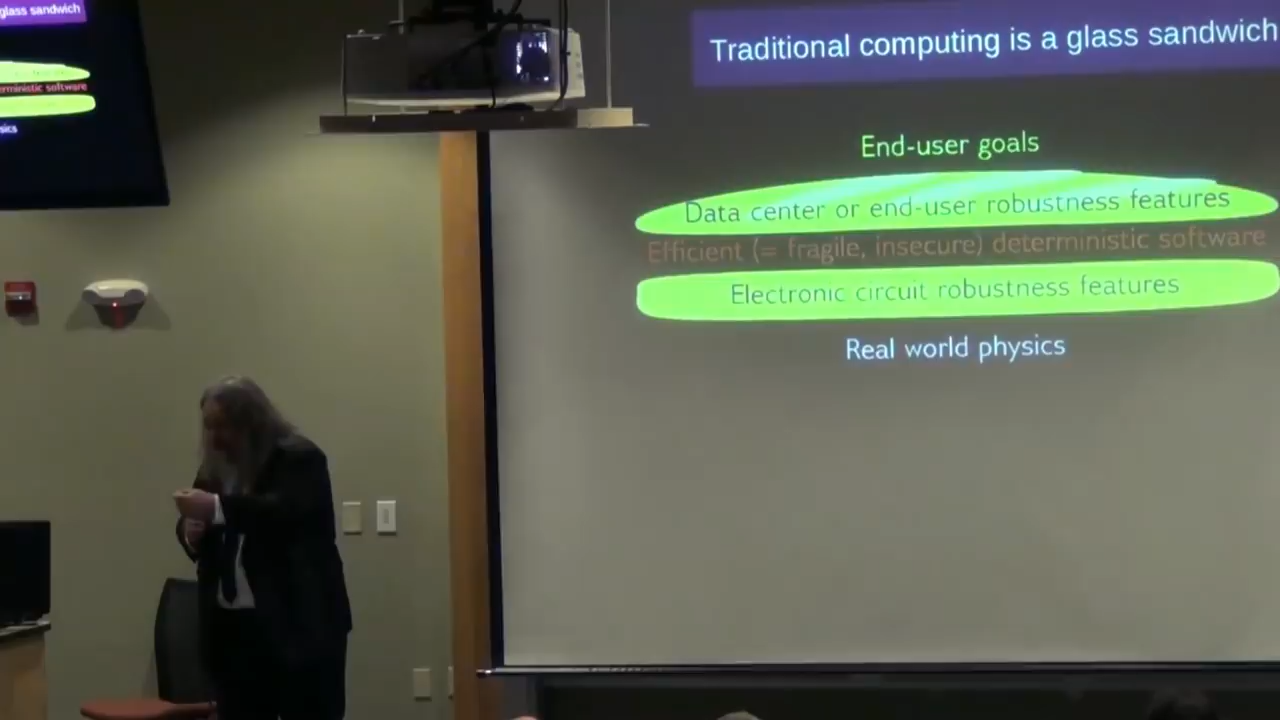 glass sandwich
erministic software
sics
Traditional computing is a glass sandwich
End-user goals
Data center or end-user robustness features
Efficient (= fragile, insecure) deterministic software
Electronic circuit robustness features
Real world physics